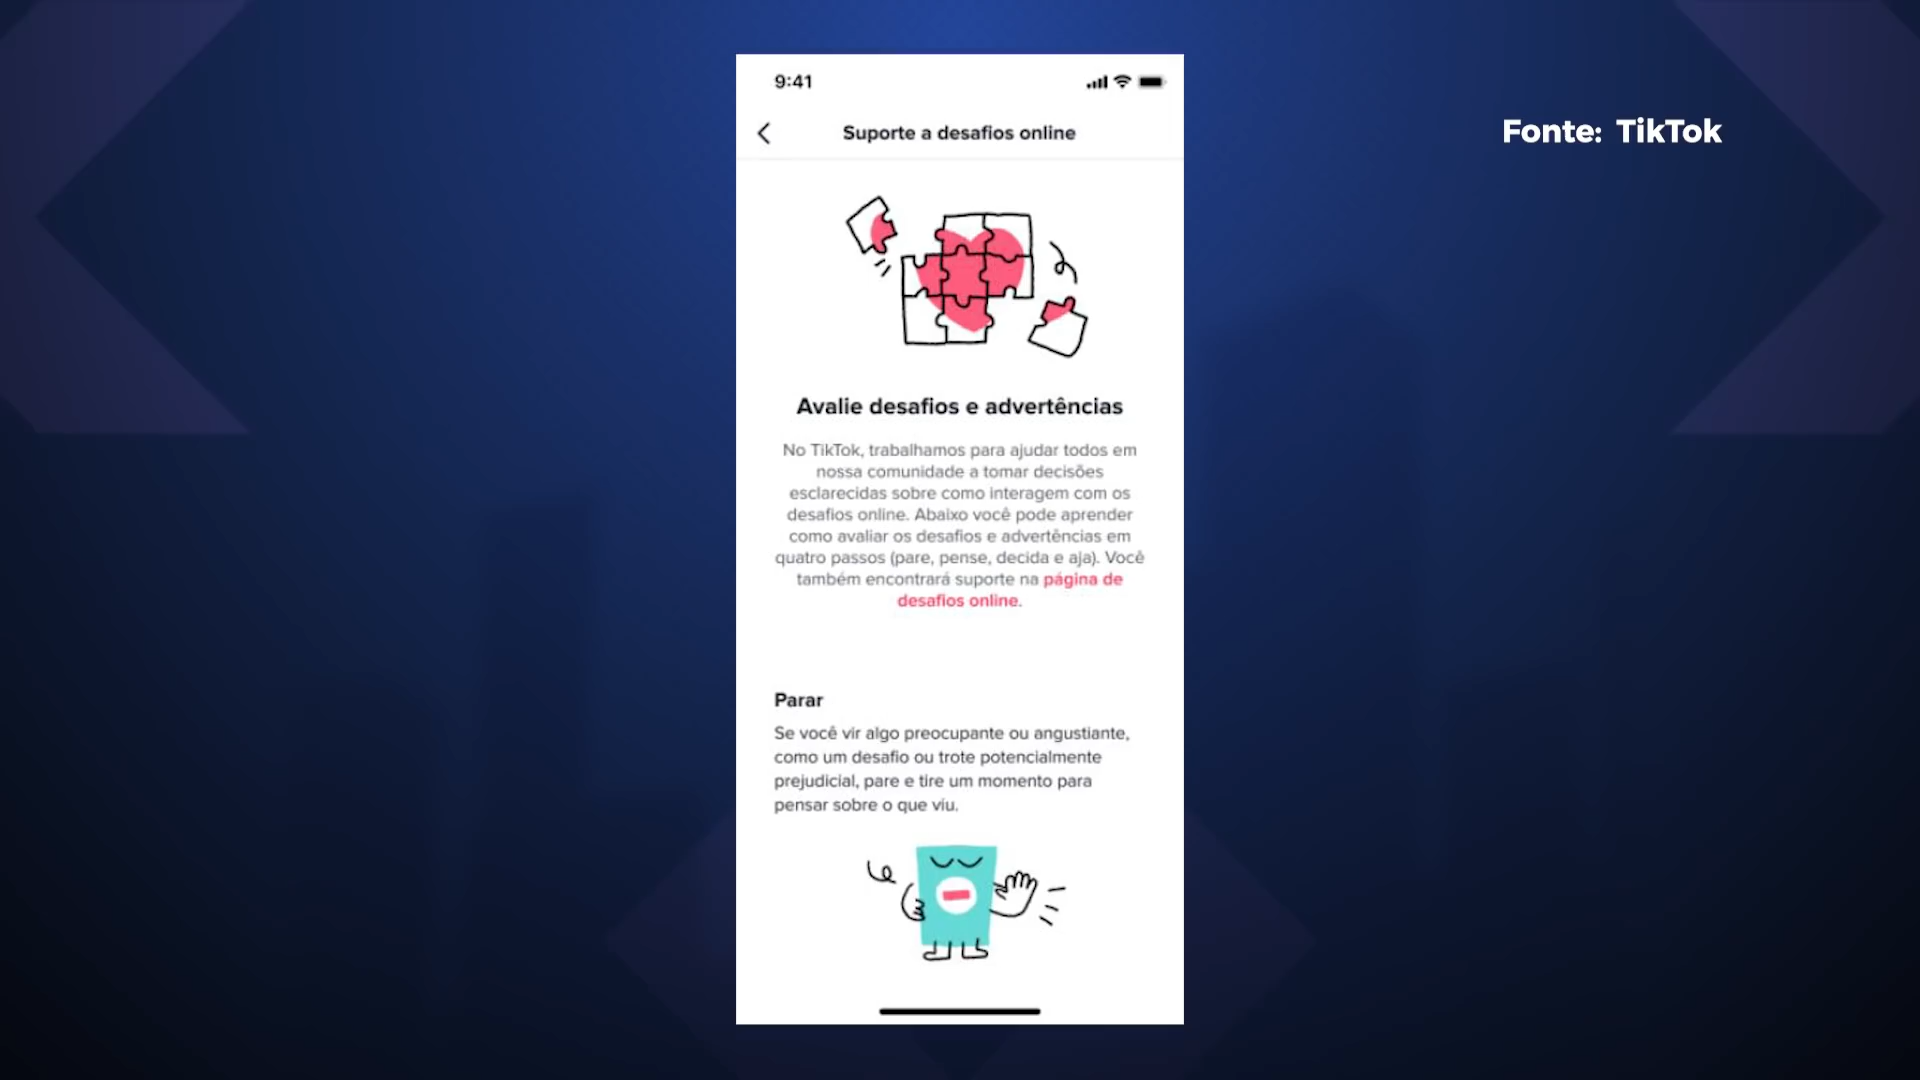 9:41
Suporte a desafios online
Fonte: TikTok
Avalie desafios e advertências
No TikTok, trabalhamos para ajudar todos em
nossa comunidade a tomar decisões
esclarecidas sobre como interagem com os
desafios online. Abaixo você pode aprender
como avaliar os desafios e advertências em
quatro passos (pare, pense, decida e aja). Você
também encontrará suporte na página de
desafios online.
Parar
Se você vir algo preocupante ou angustiante,
como um desafio ou trote potencialmente
prejudicial, pare e tire um momento para
pensar sobre o que viu.